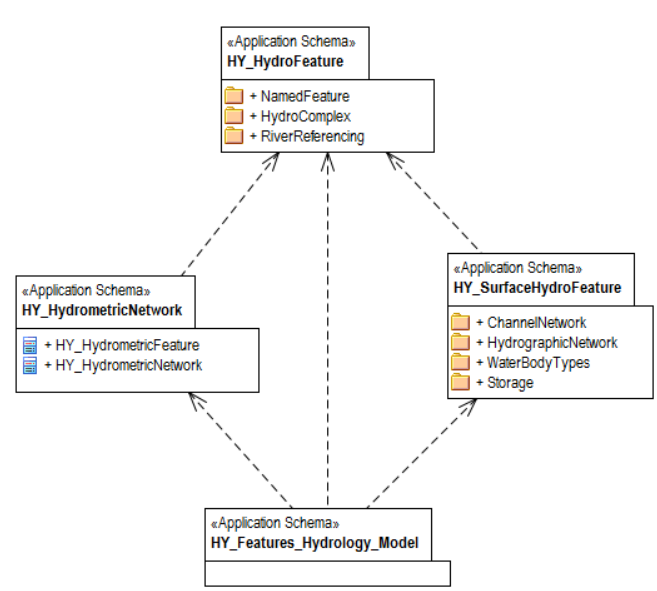 «Application Schema»
HY_HydroFeature
+ NamedFeature
+ HydroComplex
+ RiverReferencing
«Application Schema»
HY_HydrometricNetwork
+ HY_HydrometricFeature
+ HY_HydrometricNetwork
«Application Schema»
HY_SurfaceHydroFeature
+ ChannelNetwork
+ HydrographicNetwork
+ WaterBodyTypes
+ Storage
«Application Schema»
HY_Features_Hydrology_Model